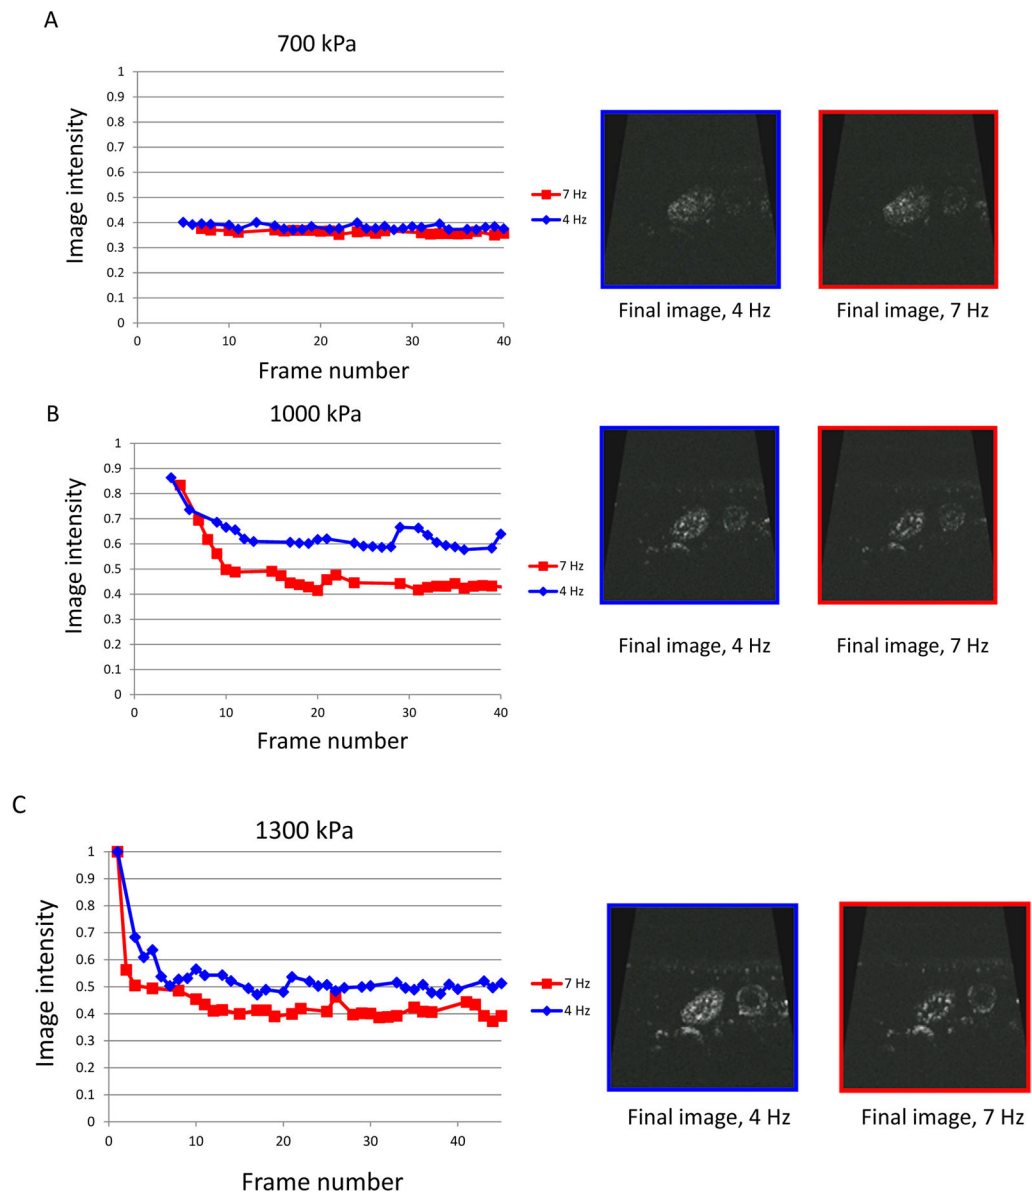 A
700 kPa
1
0.9
0.8
0.7
0.6
0.5
0.4
0.3
0.2
0.1
0
0 10 20 30 40
Image intensity
Frame number
7 Hz
4 Hz
Final image, 4 Hz
Final image, 7 Hz
B
1000 kPa
1
0.9
0.8
0.7
0.6
0.5
0.4
0.3
0.2
0.1
0
0 10 20 30 40
Image intensity
Frame number
7 Hz
4 Hz
Final image, 4 Hz
Final image, 7 Hz
C
1300 kPa
1
0.9
0.8
0.7
0.6
0.5
0.4
0.3
0.2
0.1
0
0 10 20 30 40
Image intensity
Frame number
7 Hz
4 Hz
Final image, 4 Hz
Final image, 7 Hz